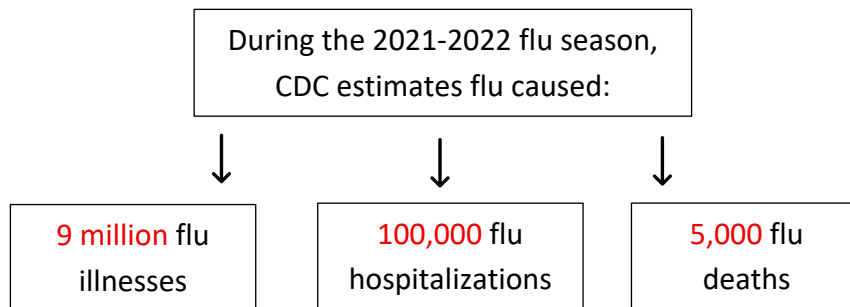 During the 2021-2022 flu season,
CDC estimates flu caused:
9 million flu
illnesses
100,000 flu
hospitalizations
5,000 flu
deaths